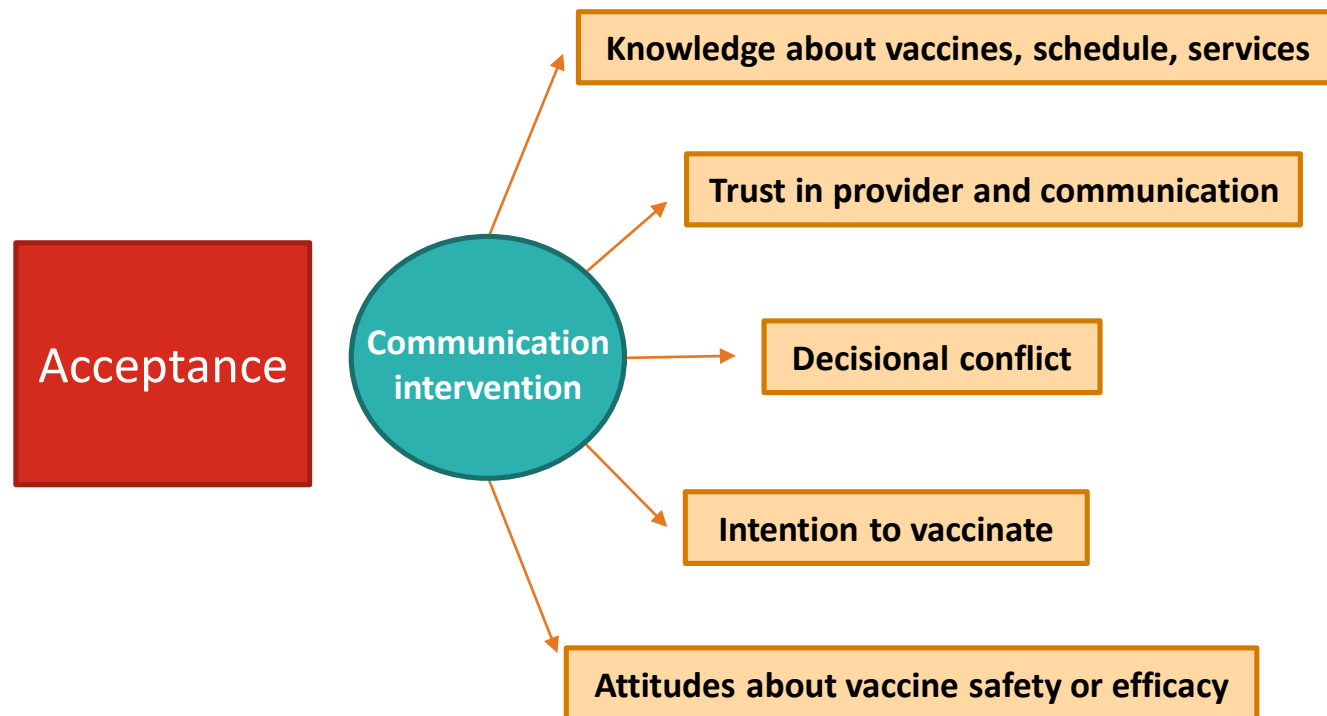 Knowledge about vaccines, schedule, services
Trust in provider and communication
Acceptance
Communication
intervention
Decisional conflict
Intention to vaccinate
Attitudes about vaccine safety or efficacy